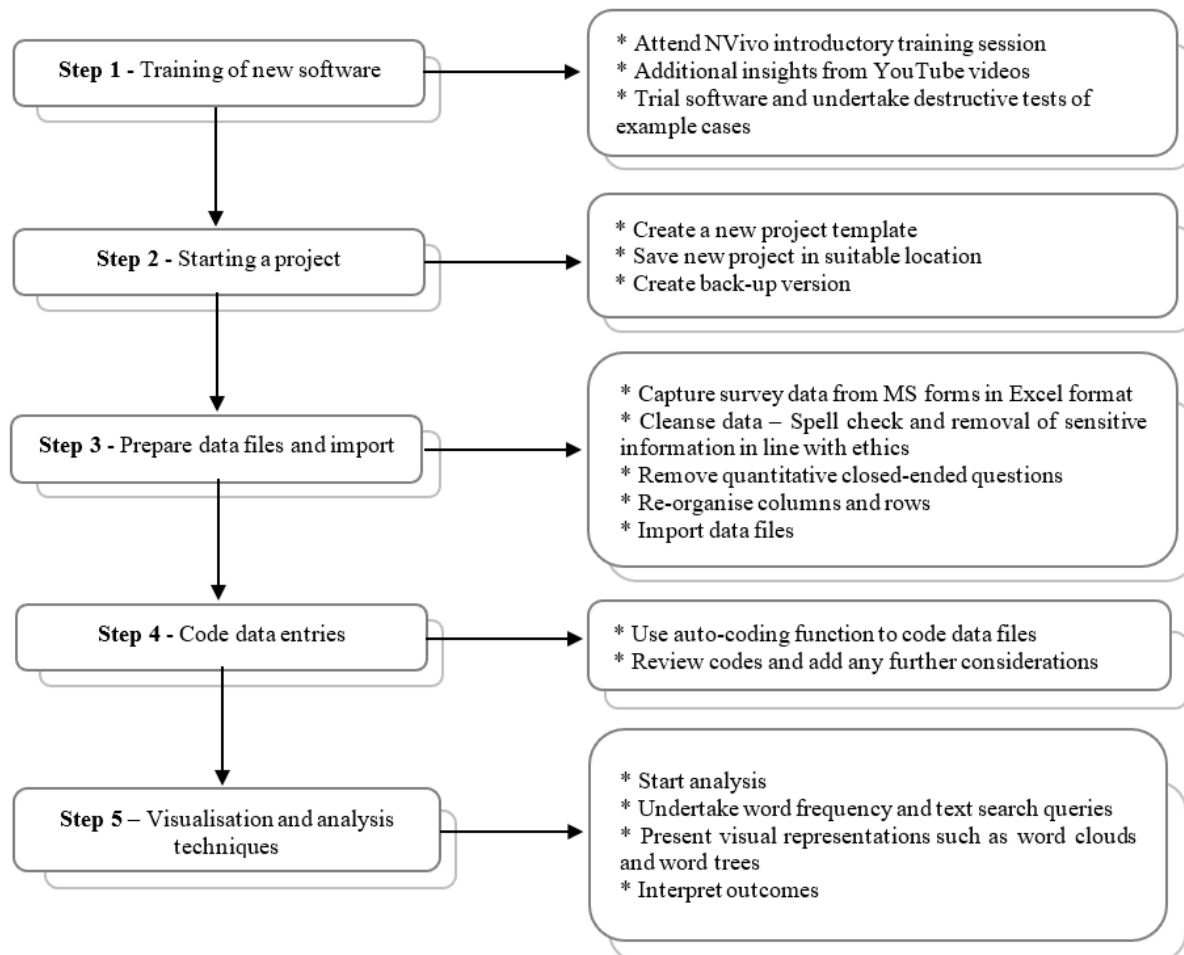 Step 1 - Training of new software
* Attend NVivo introductory training session
* Additional insights from YouTube videos
* Trial software and undertake destructive tests of
example cases
Step 2 - Starting a project
* Create a new project template
* Save new project in suitable location
* Create back-up version
Step 3 - Prepare data files and import
* Capture survey data from MS forms in Excel format
* Cleanse data – Spell check and removal of sensitive
information in line with ethics
* Remove quantitative closed-ended questions
* Re-organise columns and rows
* Import data files
Step 4 - Code data entries
* Use auto-coding function to code data files
* Review codes and add any further considerations
Step 5 – Visualisation and analysis
techniques
* Start analysis
* Undertake word frequency and text search queries
* Present visual representations such as word clouds
and word trees
* Interpret outcomes